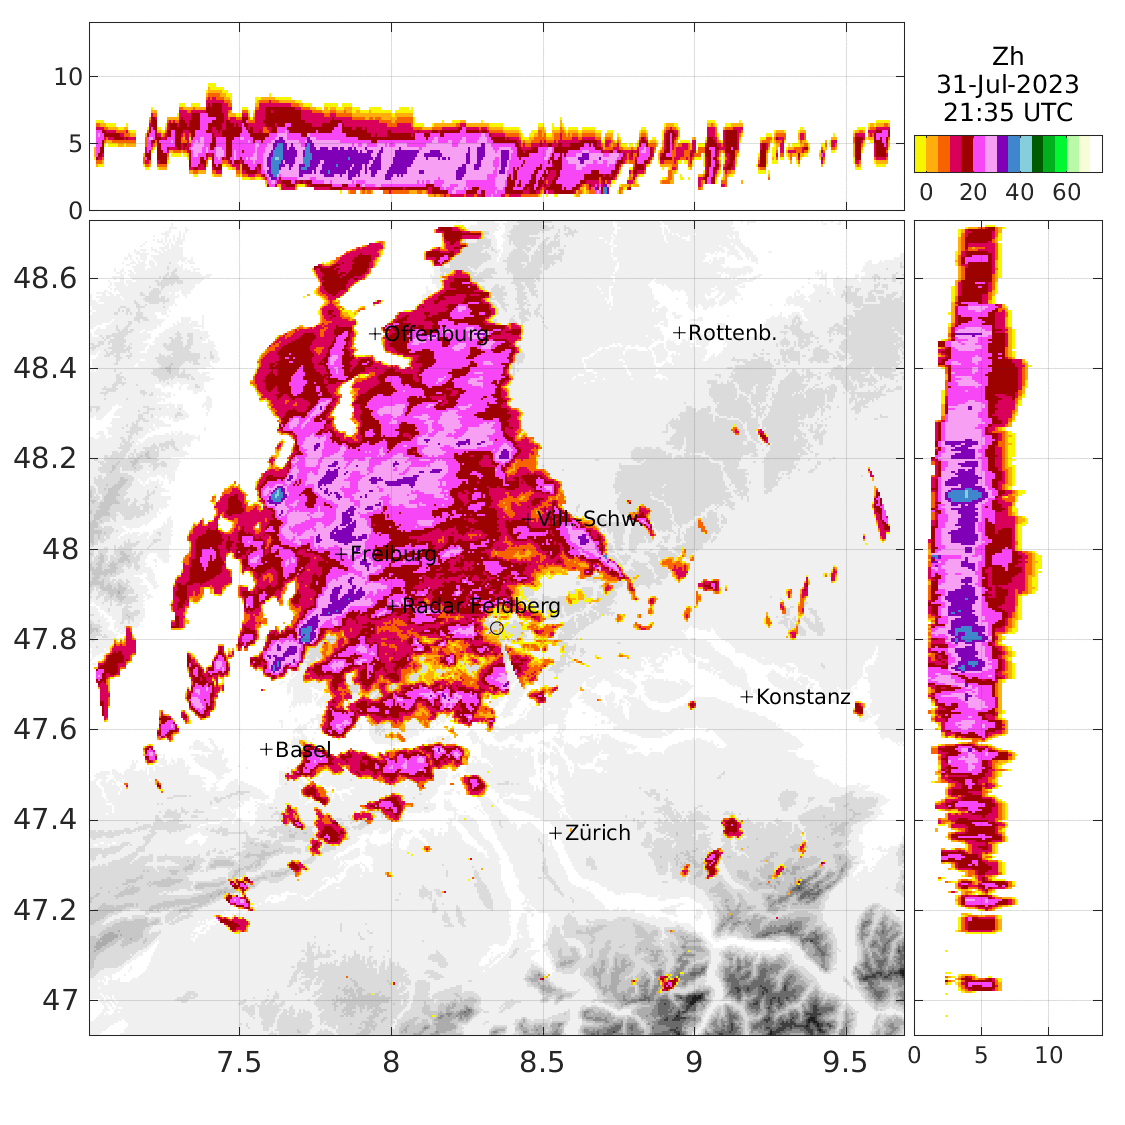 10
5
0
Zh
31-Jul-2023
21:35 UTC
0 20 40 60
48.6
48.4
48.2
48
47.8
47.6
47.4
47.2
47
+Offenburg
+Rottenb.
+Vill.-Schw.
+Freiburg
+Radar Feldberg
+Konstanz
+Basel
+Zürich
7.5 8 8.5 9 9.5
0 5 10